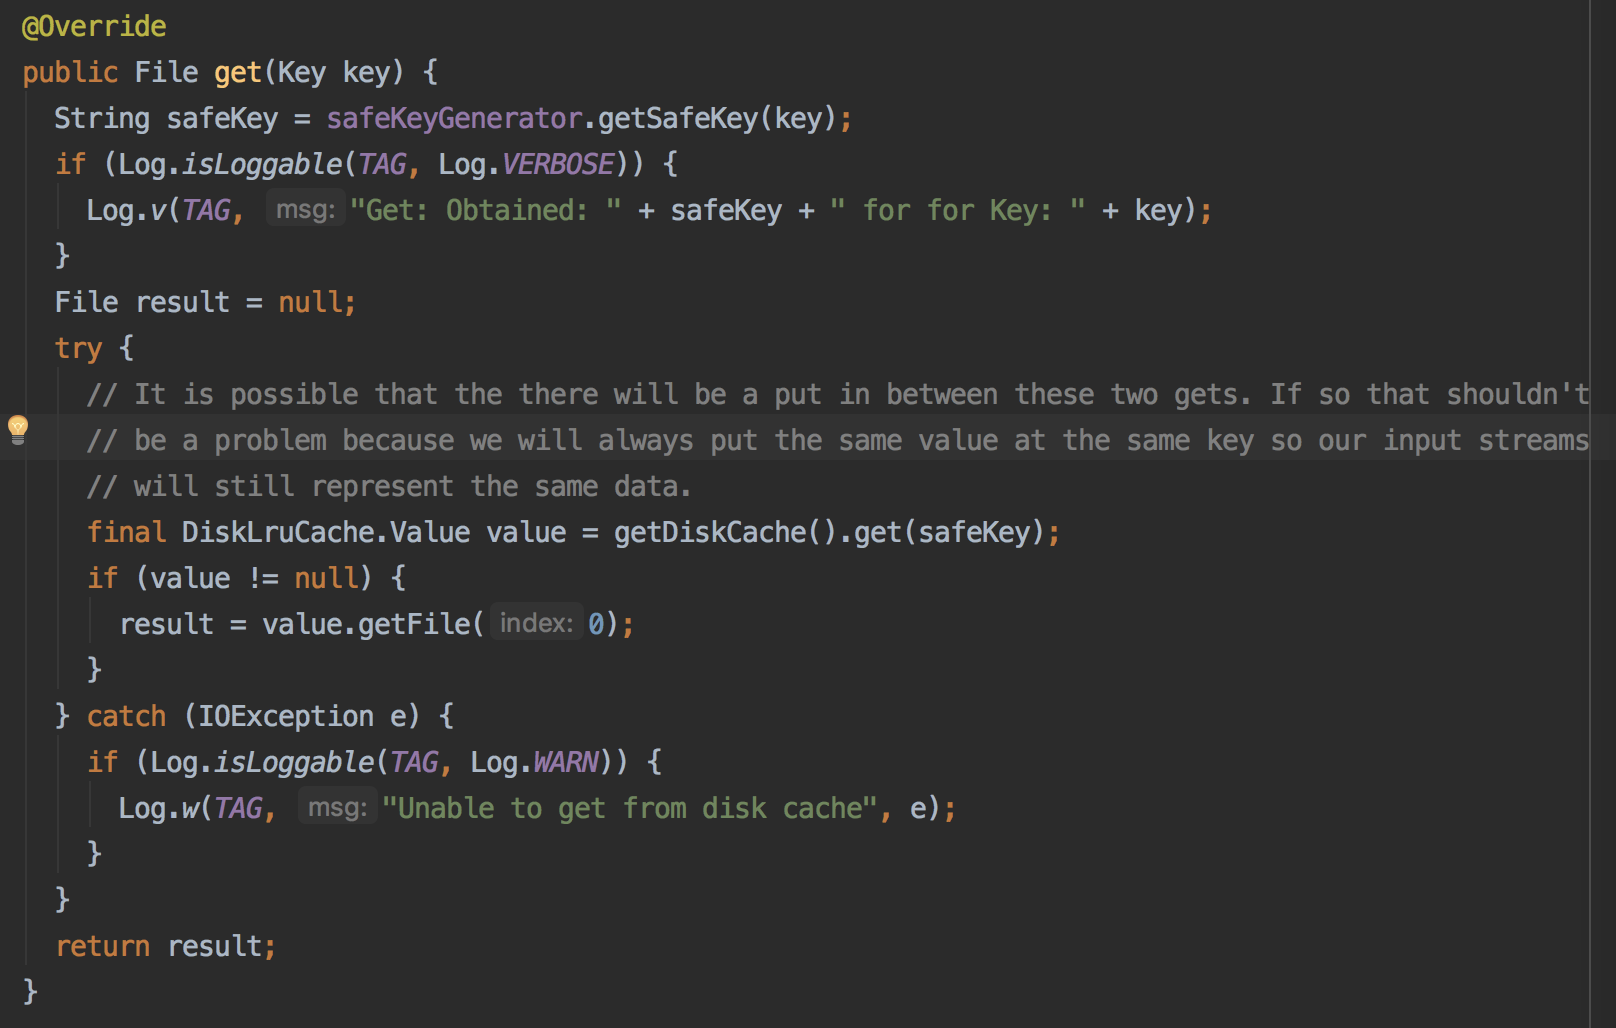 @Override
public File get(Key key) {
String safeKey = safeKeyGenerator.getSafeKey(key);
if (Log.isLoggable(TAG, Log.VERBOSE)) {
Log.v(TAG, msg: "Get: Obtained: " + safeKey + " for for Key: " + key);
}
File result = null;
try {
// It is possible that the there will be a put in between these two gets. If so that shouldn't
// be a problem because we will always put the same value at the same key so our input streams
// will still represent the same data.
final DiskLruCache.Value value = getDiskCache().get(safeKey);
if (value != null) {
result = value.getFile( index: 0);
}
} catch (IOException e) {
if (Log.isLoggable(TAG, Log.WARN)) {
Log.w(TAG, msg: "Unable to get from disk cache", e);
}
}
return result;
}